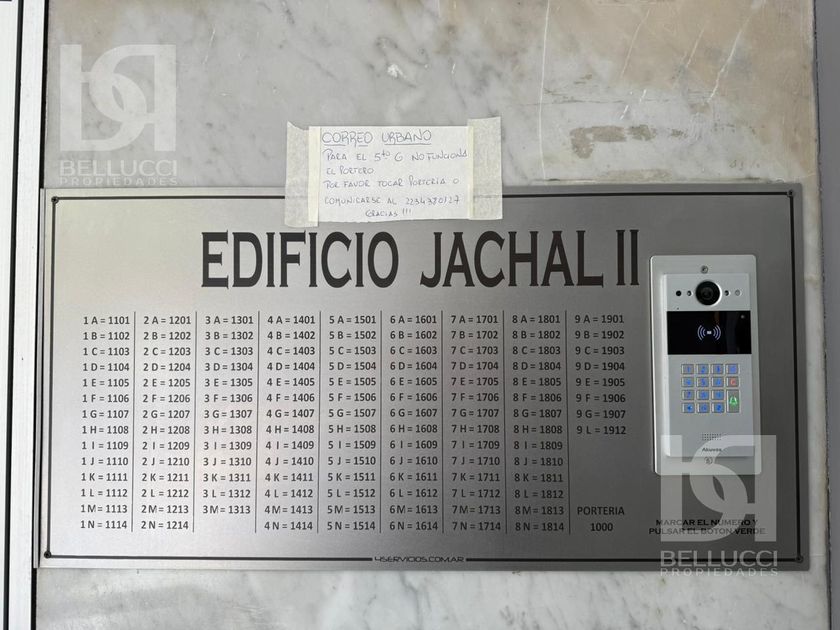 BELLUCCI
PROPIEDADES
CORREO URBANO
PARA EL 5to G NO FUNCIONA
EL PORTERO
POR FAVOR TOCAR PORTERIA O
COMUNICARSE AL 2234380127
GRACIAS !!!
EDIFICIO JACHAL II
1 A = 1101 2 A = 1201 3 A = 1301 4 A = 1401 5 A = 1501 6 A = 1601 7 A = 1701 8 A = 1801 9 A = 1901
1 B = 1102 2 B = 1202 3 B = 1302 4 B = 1402 5 B = 1502 6 B = 1602 7 B = 1702 8 B = 1802 9 B = 1902
1 C = 1103 2 C = 1203 3 C = 1303 4 C = 1403 5 C = 1503 6 C = 1603 7 C = 1703 8 C = 1803 9 C = 1903
1 D = 1104 2 D = 1204 3 D = 1304 4 D = 1404 5 D = 1504 6 D = 1604 7 D = 1704 8 D = 1804 9 D = 1904
1 E = 1105 2 E = 1205 3 E = 1305 4 E = 1405 5 E = 1505 6 E = 1605 7 E = 1705 8 E = 1805 9 E = 1905
1 F = 1106 2 F = 1206 3 F = 1306 4 F = 1406 5 F = 1506 6 F = 1606 7 F = 1706 8 F = 1806 9 F = 1906
1 G = 1107 2 G = 1207 3 G = 1307 4 G = 1407 5 G = 1507 6 G = 1607 7 G = 1707 8 G = 1807 9 G = 1907
1 H = 1108 2 H = 1208 3 H = 1308 4 H = 1408 5 H = 1508 6 H = 1608 7 H = 1708 8 H = 1808 9 L = 1912
1 I = 1109 2 I = 1209 3 I = 1309 4 I = 1409 5 I = 1509 6 I = 1609 7 I = 1709 8 I = 1809
1 J = 1110 2 J = 1210 3 J = 1310 4 J = 1410 5 J = 1510 6 J = 1610 7 J = 1710 8 J = 1810
1 K = 1111 2 K = 1211 3 K = 1311 4 K = 1411 5 K = 1511 6 K = 1611 7 K = 1711 8 K = 1811
1 L = 1112 2 L = 1212 3 L = 1312 4 L = 1412 5 L = 1512 6 L = 1612 7 L = 1712 8 L = 1812
1 M = 1113 2 M = 1213 3 M = 1313 4 M = 1413 5 M = 1513 6 M = 1613 7 M = 1713 8 M = 1813 PORTERIA
1 N = 1114 2 N = 1214 4 N = 1414 5 N = 1514 6 N = 1614 7 N = 1714 8 N = 1814 1000
Akuvox
MARCAR EL NUMERO Y
PULSAR EL BOTON VERDE
4SERVICIOS.COM.AR
BELLUCCI
PROPIEDADES